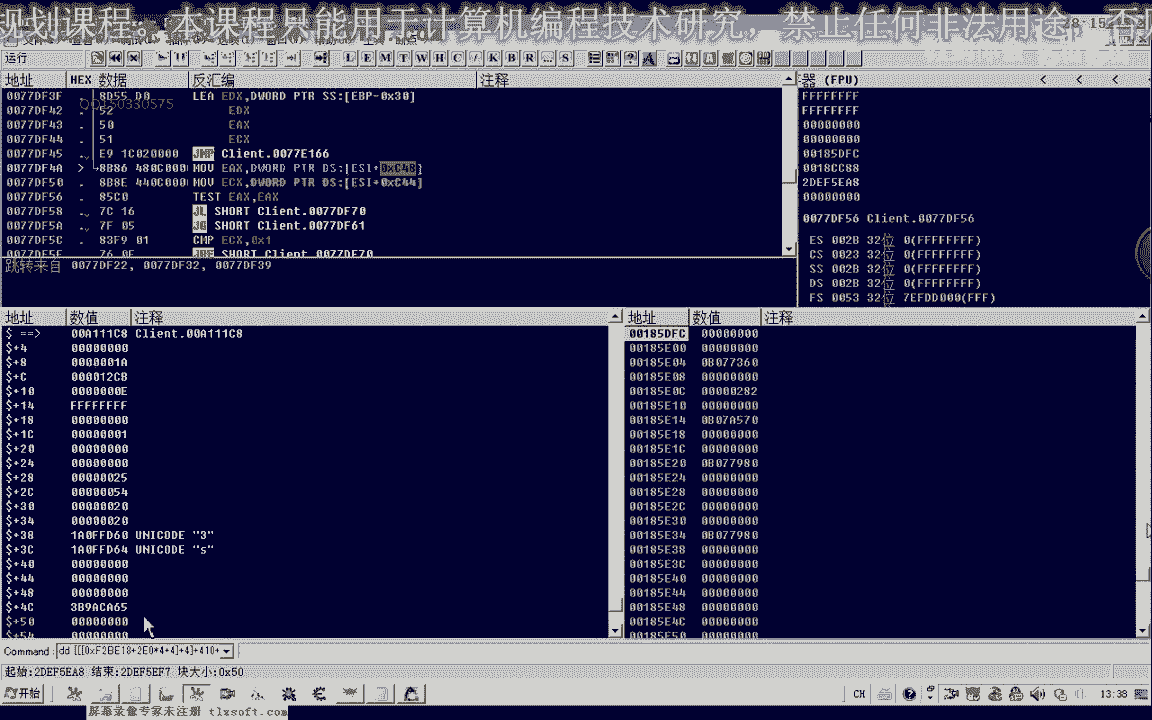 规划课程。本课程只能用于计算机编程技术研究，禁止任何非法用途，否则
运行 L E M T W H C / K B R ... S
地址 HEX 数据 反汇编 注释
0077DF3F 8D55 D0 LEA EDX,DWORD PTR SS:[EBP-0x30]
QQ150330575
0077DF42 . 52 EDX
0077DF43 . 50 EAX
0077DF44 . 51 ECX
0077DF45 E9 1C020000 JMP Client.0077E166
0077DF4A > 8B86 480C000 MOV EAX,DWORD PTR DS:[ESI+0xC48]
0077DF50 . 8B8E 440C000 MOV ECX,DWORD PTR DS:[ESI+0xC44]
0077DF56 . 85C0 TEST EAX,EAX
0077DF58 7C 16 JL SHORT Client.0077DF70
0077DF5A 7F 05 JG SHORT Client.0077DF61
0077DF5C . 83F9 01 CMP ECX,0x1
0077DF5F 76 0F JBE SHORT Client.0077DF70
跳转来自 0077DF22, 0077DF32, 0077DF39
器 (FPU) < < <
FFFFFFFF
FFFFFFFF
00000000
00000000
00185DFC
0018CC88
2DEF5EA8
00000000
0077DF56 Client.0077DF56
ES 002B 32位 0(FFFFFFFF)
CS 0023 32位 0(FFFFFFFF)
SS 002B 32位 0(FFFFFFFF)
DS 002B 32位 0(FFFFFFFF)
FS 0053 32位 7EFDD000(FFF)
地址 数值 注释
$ ==> 00A111C8 Client.00A111C8
$+4 00000000
$+8 0000001A
$+C 000012CB
$+10 0000000E
$+14 FFFFFFFF
$+18 00000000
$+1C 00000001
$+20 00000000
$+24 00000000
$+28 00000025
$+2C 00000054
$+30 00000020
$+34 00000020
$+38 1A0FFD60 UNICODE "3"
$+3C 1A0FFD64 UNICODE "s"
$+40 00000000
$+44 00000000
$+48 00000000
$+4C 3B9ACA65
$+50 00000000
$+54 00000000
地址 数值 注释
00185DFC 00000000
00185E00 00000000
00185E04 0B077360
00185E08 00000000
00185E0C 00000282
00185E10 00000000
00185E14 0B07A570
00185E18 00000000
00185E1C 00000000
00185E20 0B077980
00185E24 00000000
00185E28 00000000
00185E2C 00000000
00185E30 00000000
00185E34 0B077980
00185E38 00000000
00185E3C 00000000
00185E40 00000000
00185E44 00000000
00185E48 00000000
00185E4C 00000000
00185E50 00000000
Command : dd [[[0xF2BE18+2E0*4+4]+4]+410+
起始:2DEF5EA8 结束:2DEF5EF7 块大小:0x50
开始 CH 13:38
屏幕录像专家未注册 tlxsoft.com